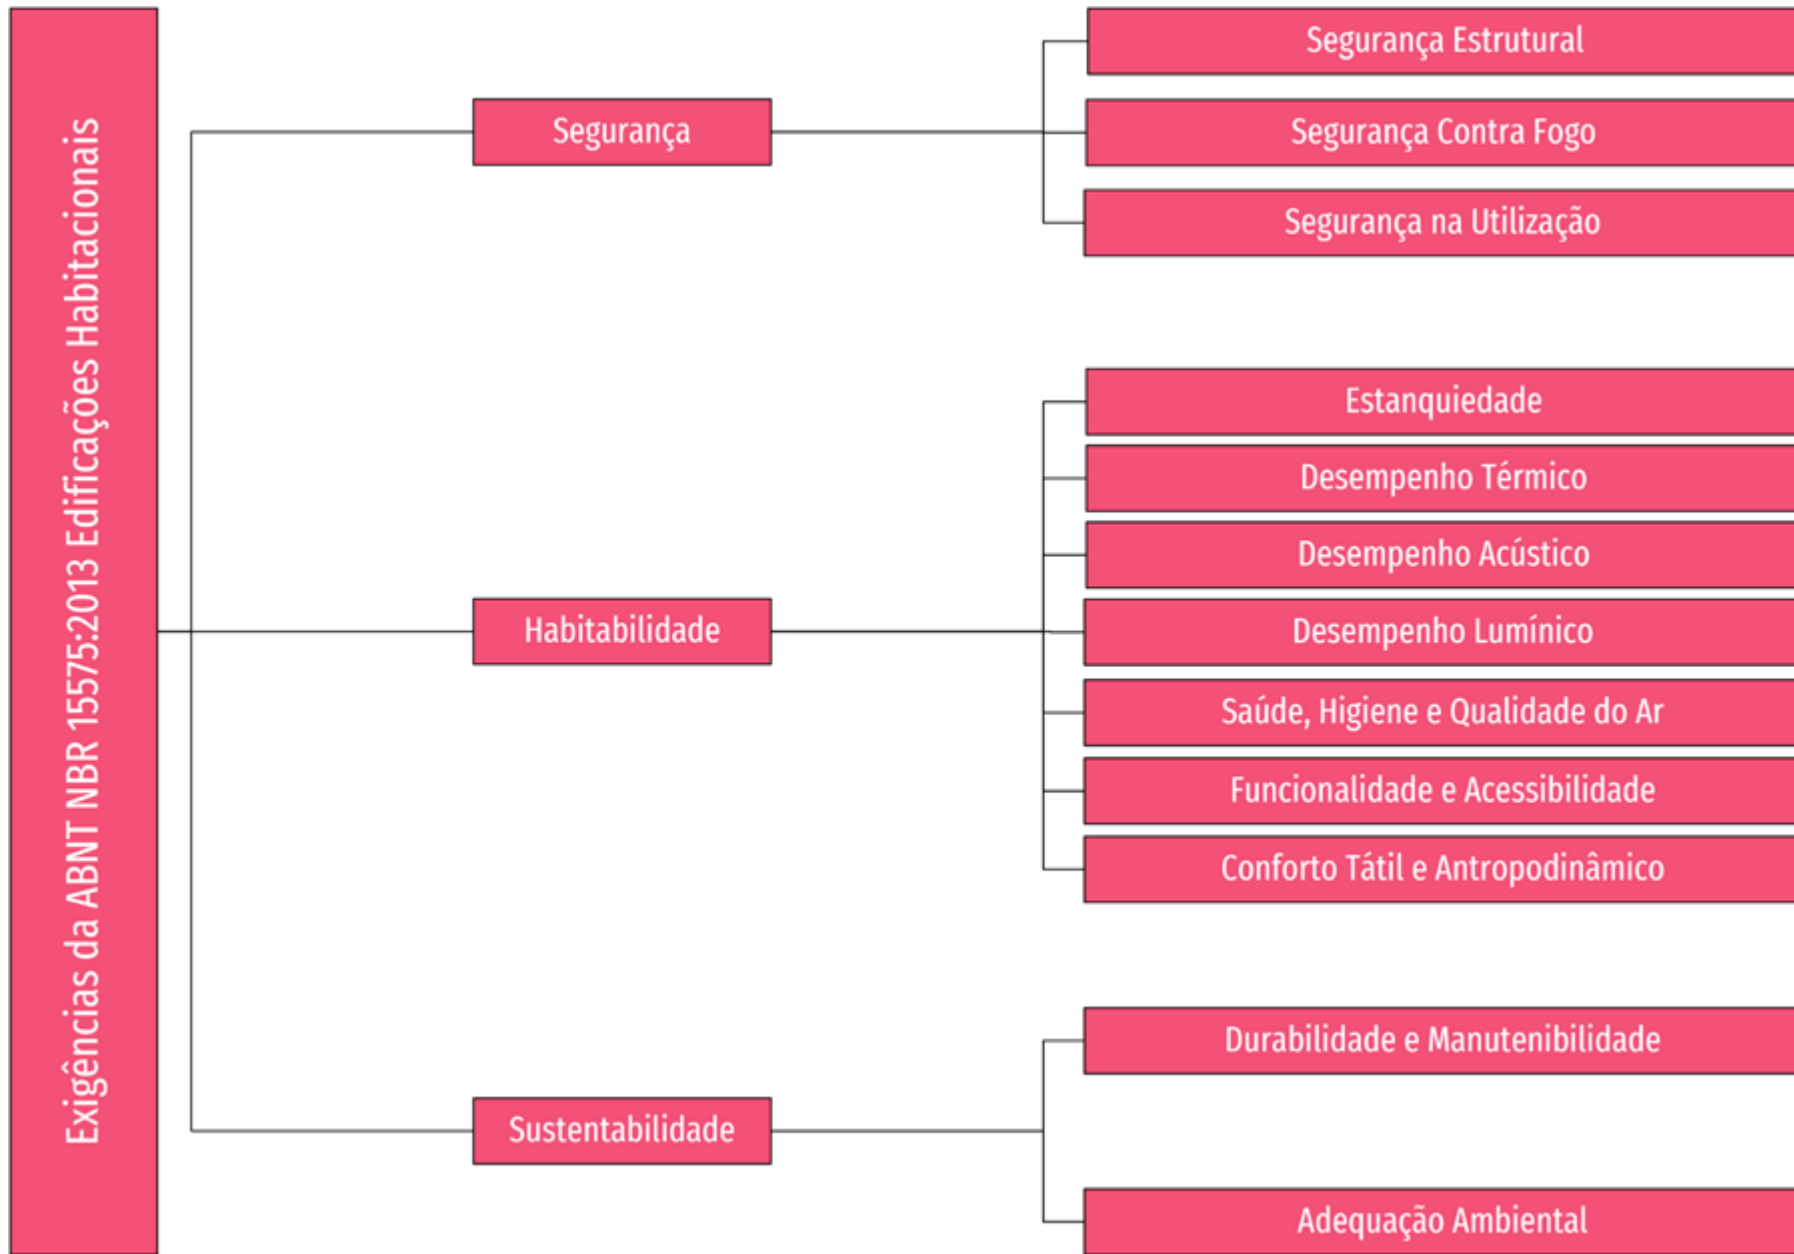 Exigências da ABNT NBR 15575:2013 Edificações Habitacionais
Segurança
Segurança Estrutural
Segurança Contra Fogo
Segurança na Utilização
Habitabilidade
Estanquiedade
Desempenho Térmico
Desempenho Acústico
Desempenho Lumínico
Saúde, Higiene e Qualidade do Ar
Funcionalidade e Acessibilidade
Conforto Tátil e Antropodinâmico
Sustentabilidade
Durabilidade e Manutenibilidade
Adequação Ambiental